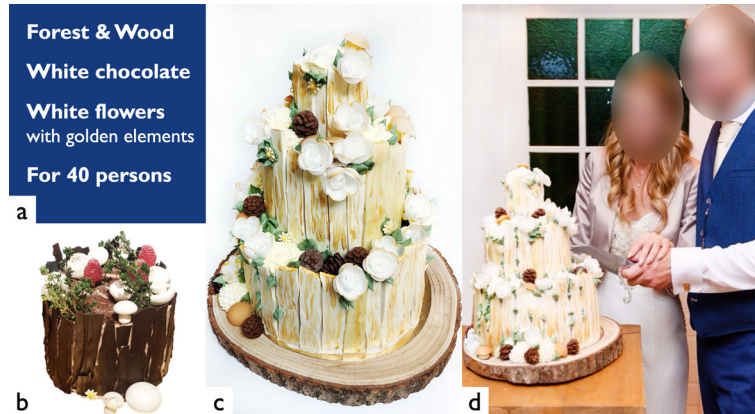 Forest & Wood
White chocolate
White flowers
with golden elements
For 40 persons
a
b
c
d